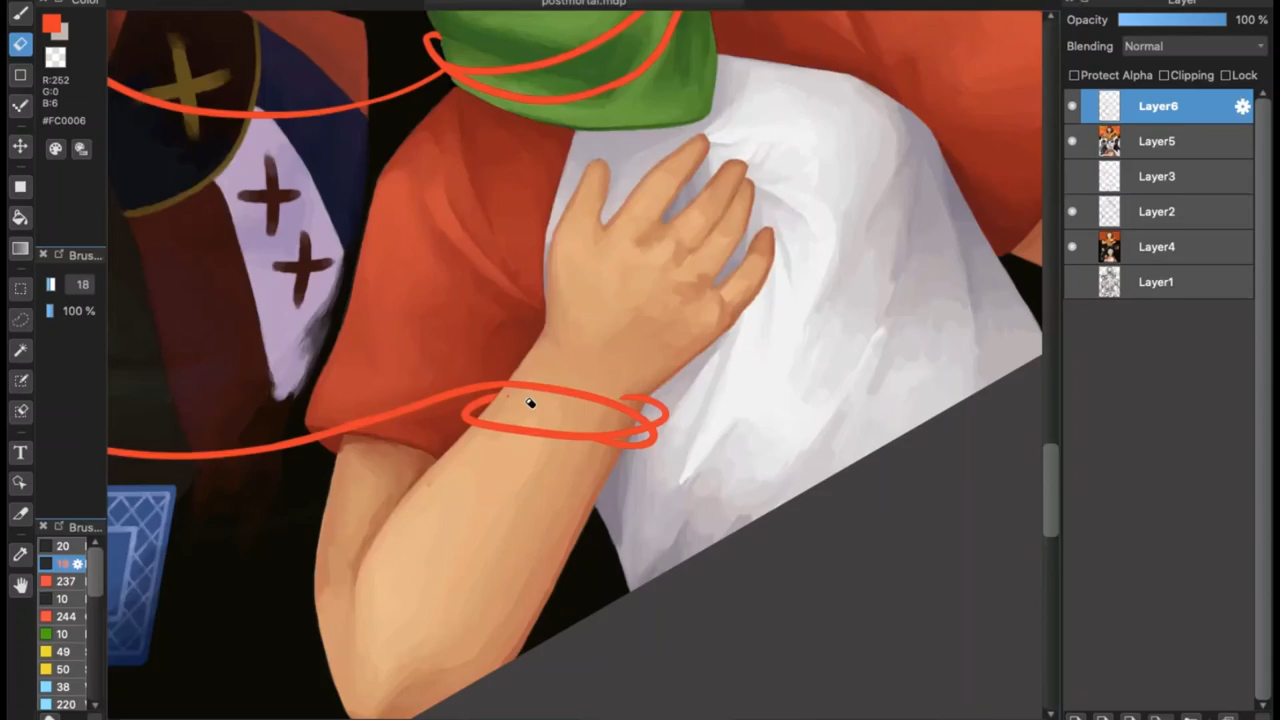 Color
postmortal.mdp
Layer
R:252
G:0
B:6
#FC0006
Brus...
18
100 %
Brus...
20
237
10
244
10
49
50
38
220
Opacity
100 %
Blending
Normal
Protect Alpha
Clipping
Lock
Layer6
Layer5
Layer3
Layer2
Layer4
Layer1